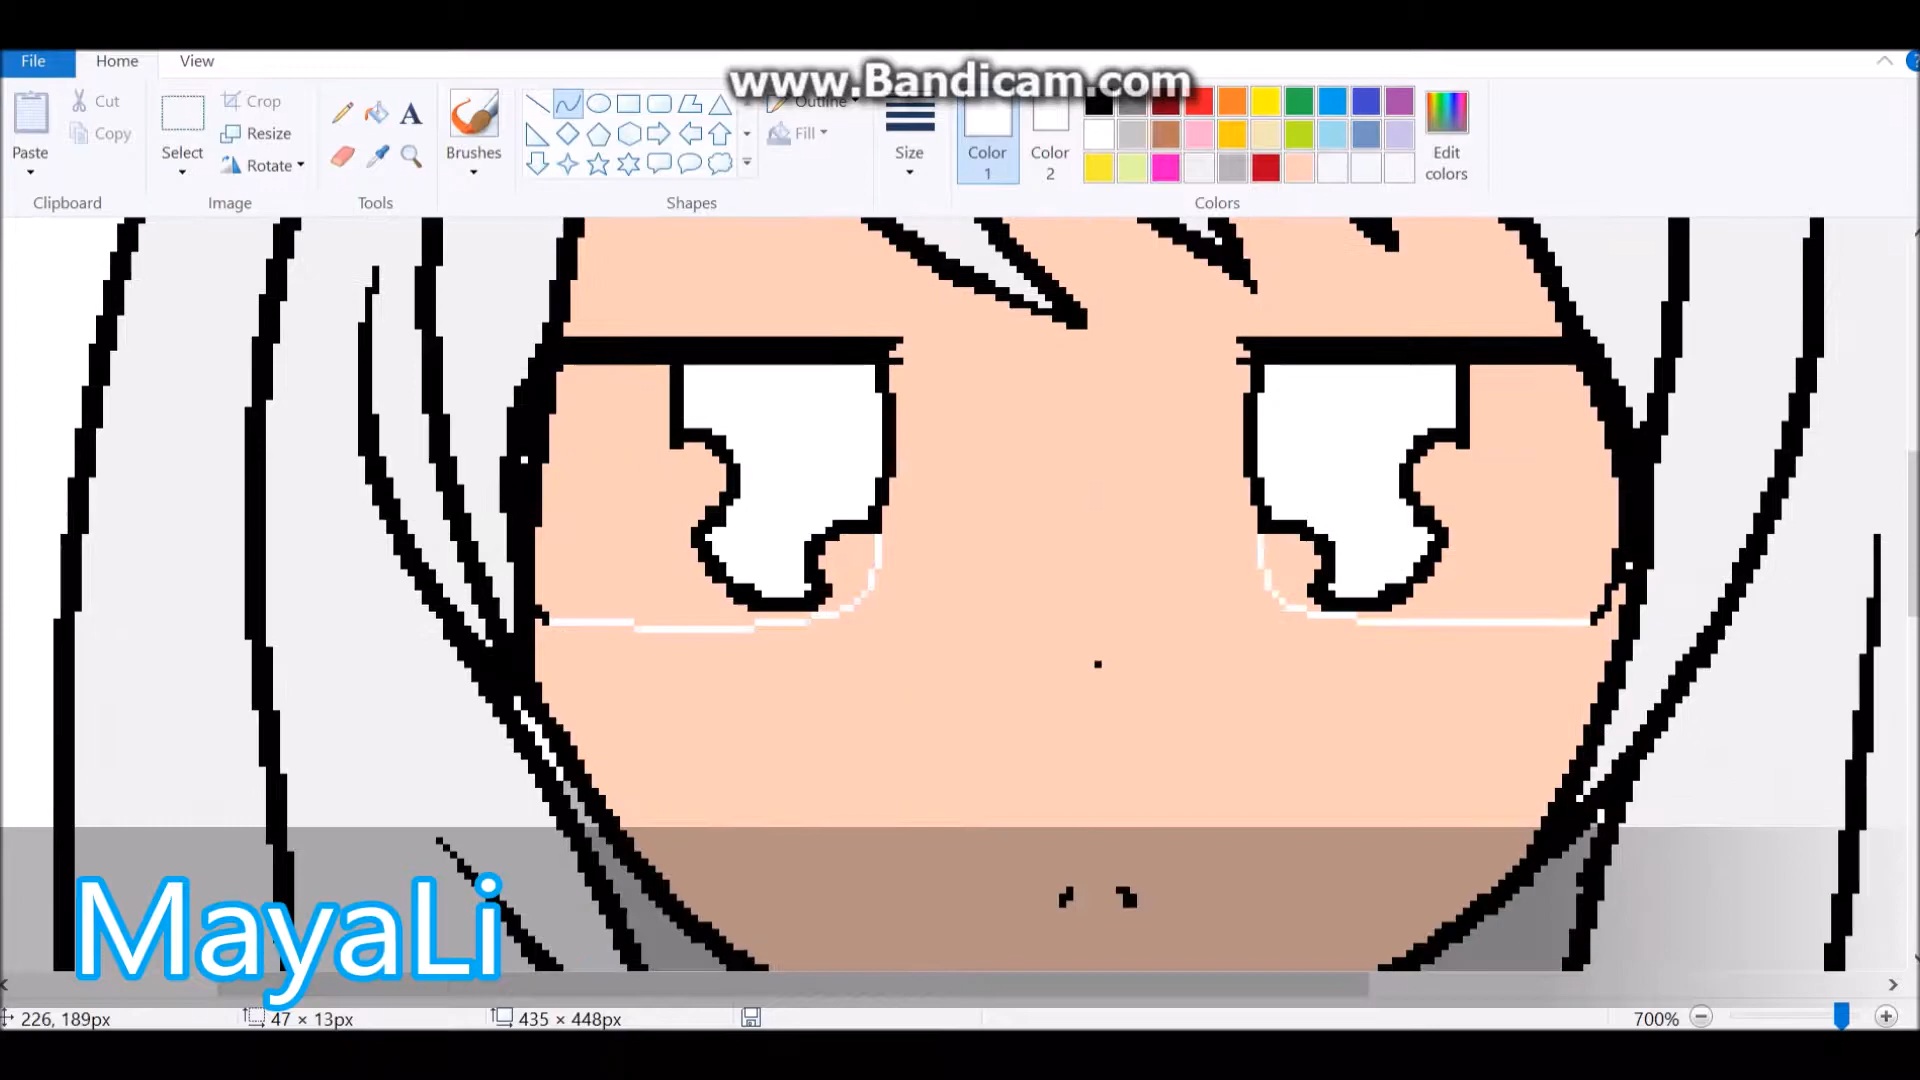 File Home View
www.Bandicam.com
Cut
Copy
Paste
Clipboard
Crop
Resize
Rotate
Select
Image
A
Tools
Brushes
Outline
Fill
Shapes
Size
Color
1
Color
2
Edit
colors
Colors
MayaLi
226, 189px
47 × 13px
435 × 448px
700%